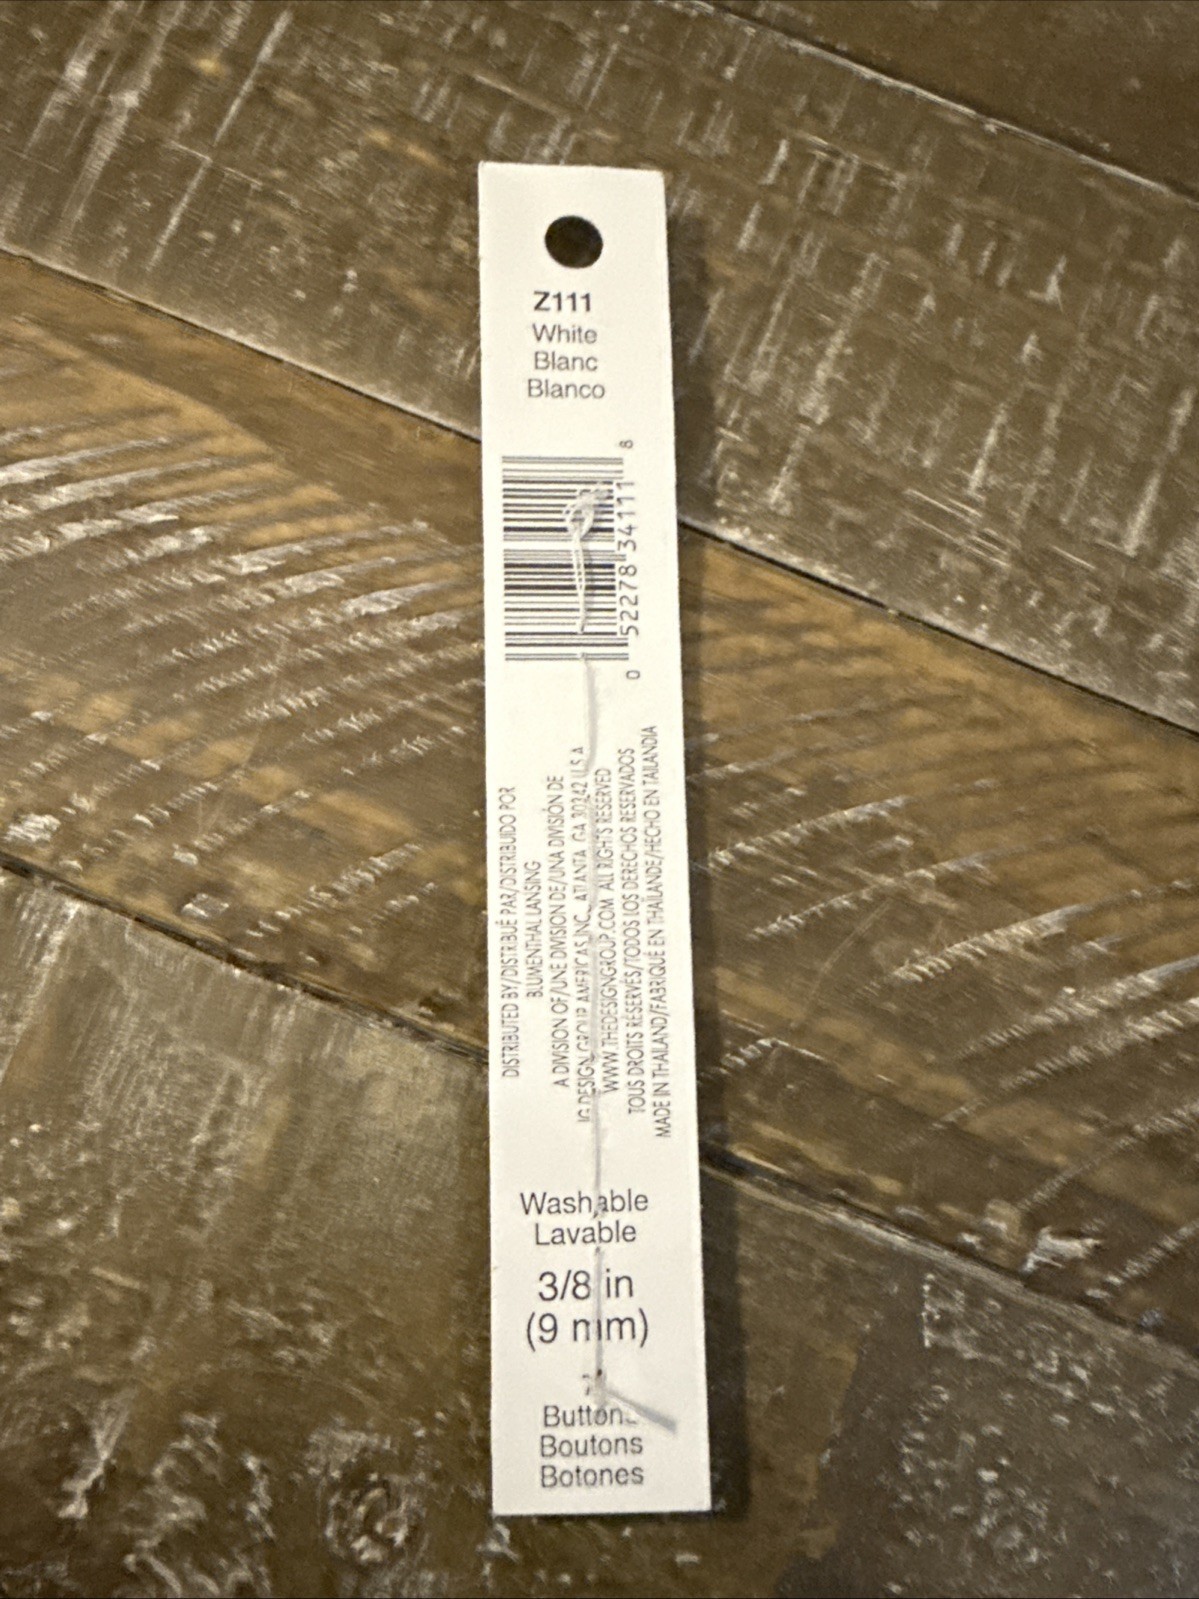 Z111
White
Blanc
Blanco
0 52278 34111 8
DISTRIBUTED BY/DISTRIBUÉ PAR/DISTRIBUIDO POR
BLUMENTHAL LANSING
A DIVISION OF/UNE DIVISION DE/UNA DIVISIÓN DE
IG DESIGN GROUP AMERICAS, INC., ATLANTA, GA 30342 U.S.A
WWW.THEDESIGNGROUP.COM ALL RIGHTS RESERVED
TOUS DROITS RÉSERVÉS/TODOS LOS DERECHOS RESERVADOS
MADE IN THAILAND/FABRIQUÉ EN THAÏLANDE/HECHO EN TAILANDIA
Washable
Lavable
3/8 in
(9 mm)
Buttons
Boutons
Botones